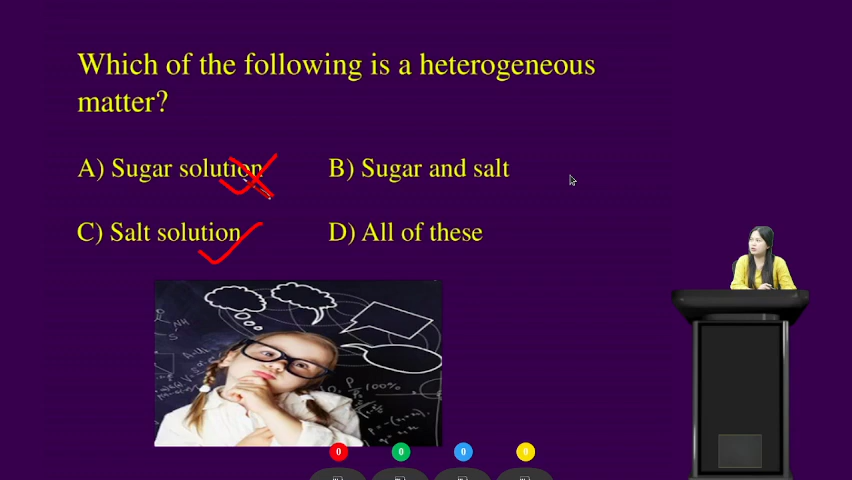 Which of the following is a heterogeneous
matter?
A) Sugar solution B) Sugar and salt
C) Salt solution D) All of these
100%
0 0 0 0